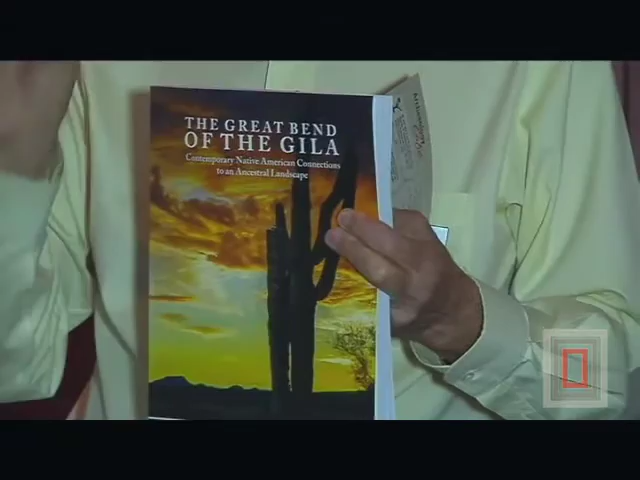 THE GREAT BEND
OF THE GILA
Contemporary Native American Connections
to an Ancestral Landscape